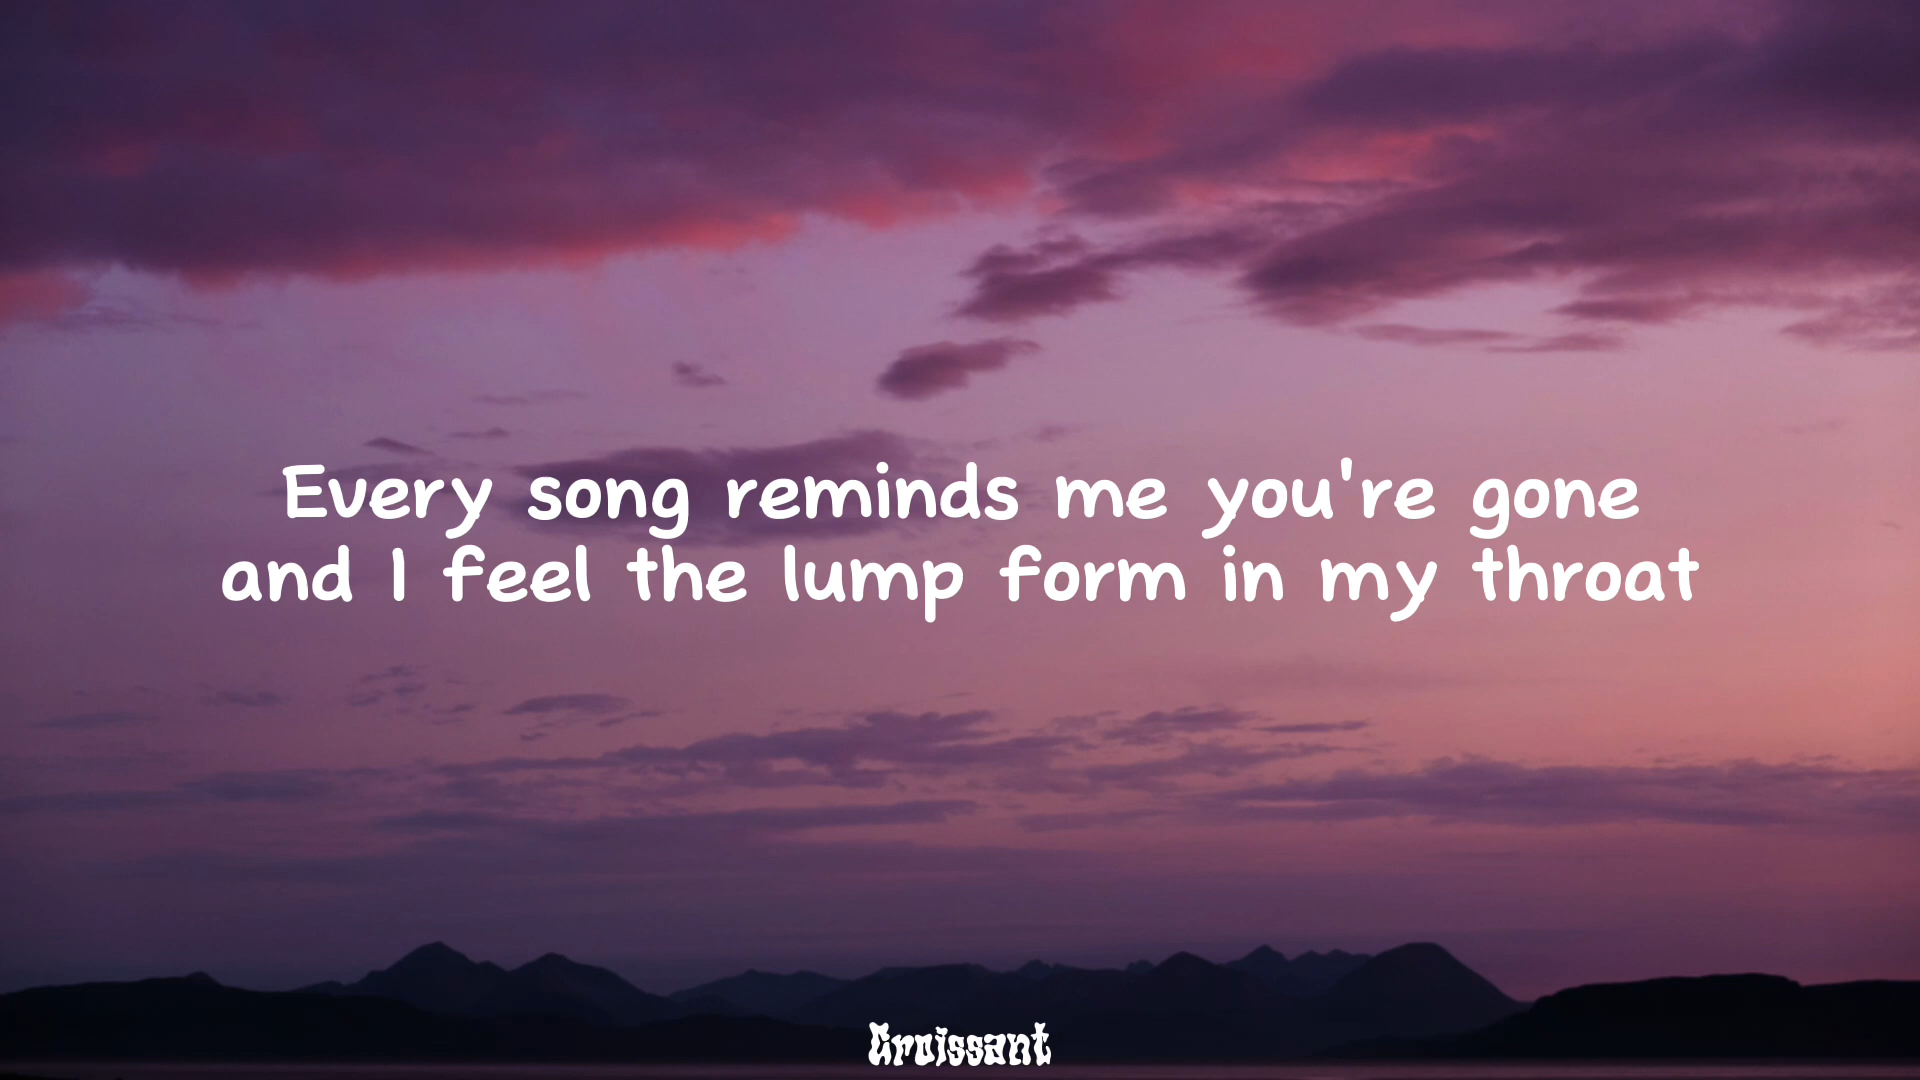 Every song reminds me you're gone
and I feel the lump form in my throat
Croissant